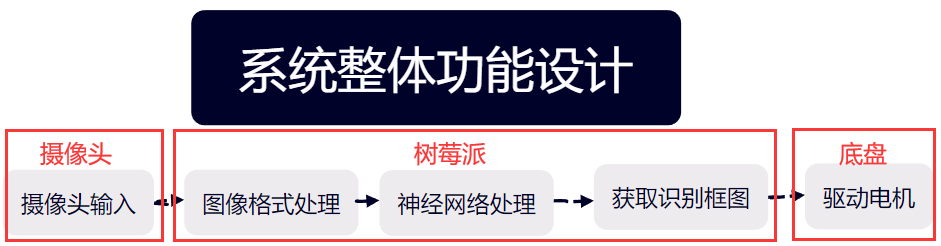 系统整体功能设计
摄像头
树莓派
底盘
摄像头输入
图像格式处理
神经网络处理
获取识别框图
驱动电机